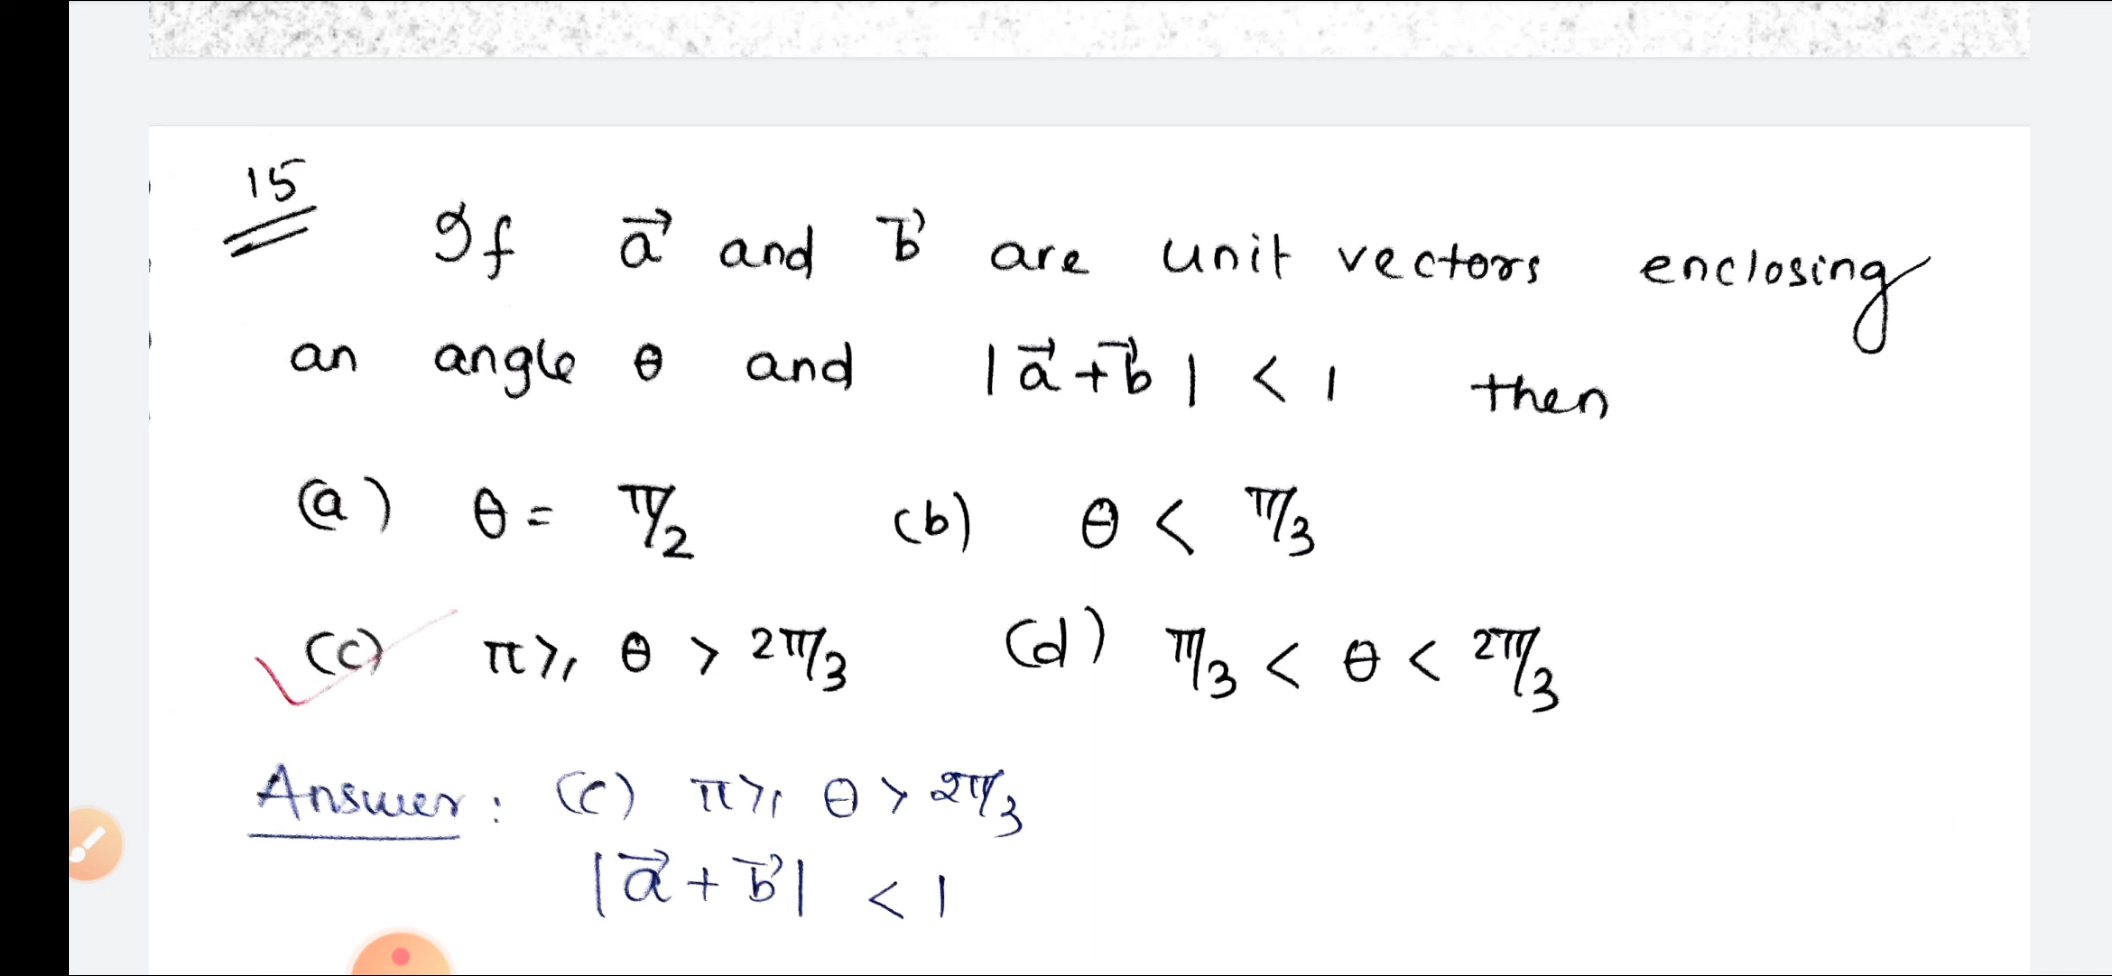 15
If a⃗ and b⃗ are unit vectors enclosing
an angle θ and |a⃗+b⃗| < 1 then
(a) θ = π/2 (b) θ < π/3
(c) π ⩾ θ > 2π/3 (d) π/3 < θ < 2π/3
Answer : (c) π ⩾ θ > 2π/3
|a⃗ + b⃗| < 1